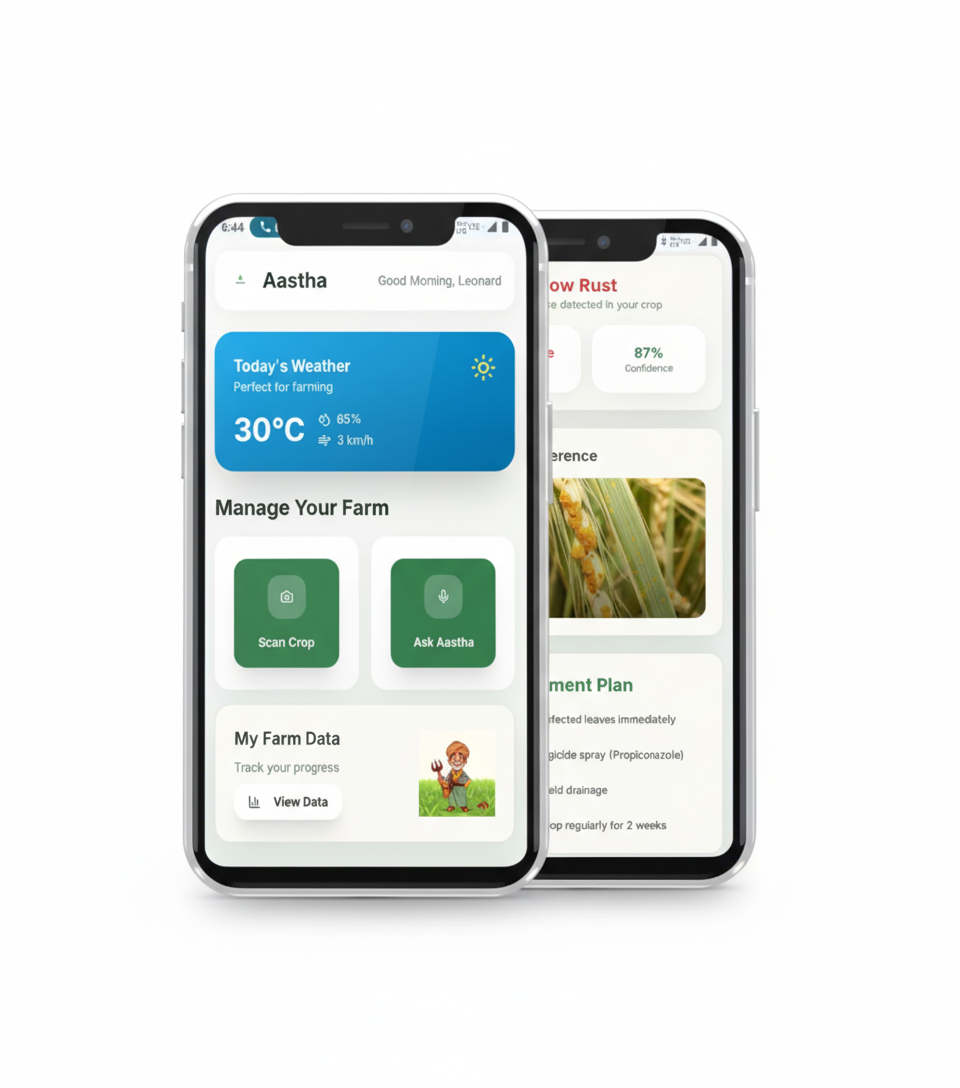 6:44
Aastha
Good Morning, Leonard
Today's Weather
Perfect for farming
30°C
65%
3 km/h
Manage Your Farm
Scan Crop
Ask Aastha
My Farm Data
Track your progress
View Data
ow Rust
se detected in your crop
e
87%
Confidence
erence
ment Plan
fected leaves immediately
gicide spray (Propiconazole)
eld drainage
op regularly for 2 weeks